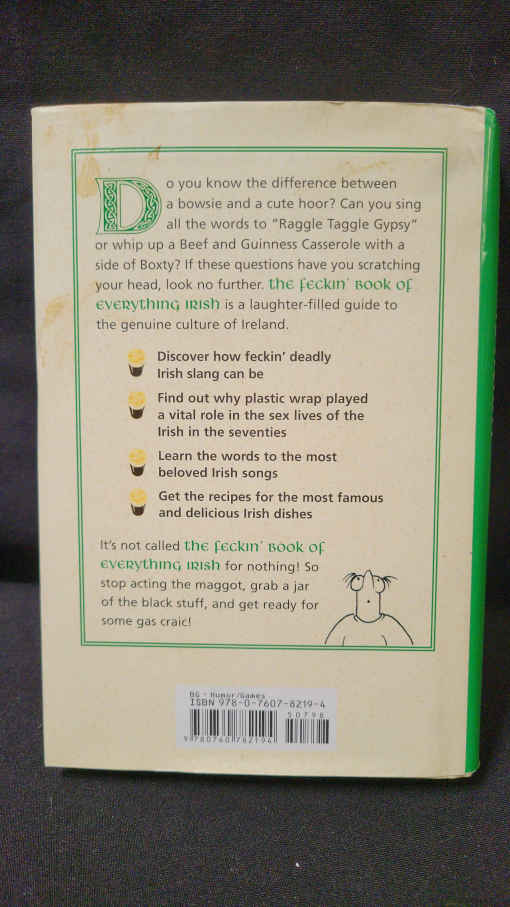 Do you know the difference between
a bowsie and a cute hoor? Can you sing
all the words to “Raggle Taggle Gypsy”
or whip up a Beef and Guinness Casserole with a
side of Boxty? If these questions have you scratching
your head, look no further. The Feckin’ Book of
Everything Irish is a laughter-filled guide to
the genuine culture of Ireland.
Discover how feckin’ deadly
Irish slang can be
Find out why plastic wrap played
a vital role in the sex lives of the
Irish in the seventies
Learn the words to the most
beloved Irish songs
Get the recipes for the most famous
and delicious Irish dishes
It’s not called The Feckin’ Book of
Everything Irish for nothing! So
stop acting the maggot, grab a jar
of the black stuff, and get ready for
some gas craic!
BG - Humor/Games
ISBN 978-0-7607-8219-4
50798
9780760782194